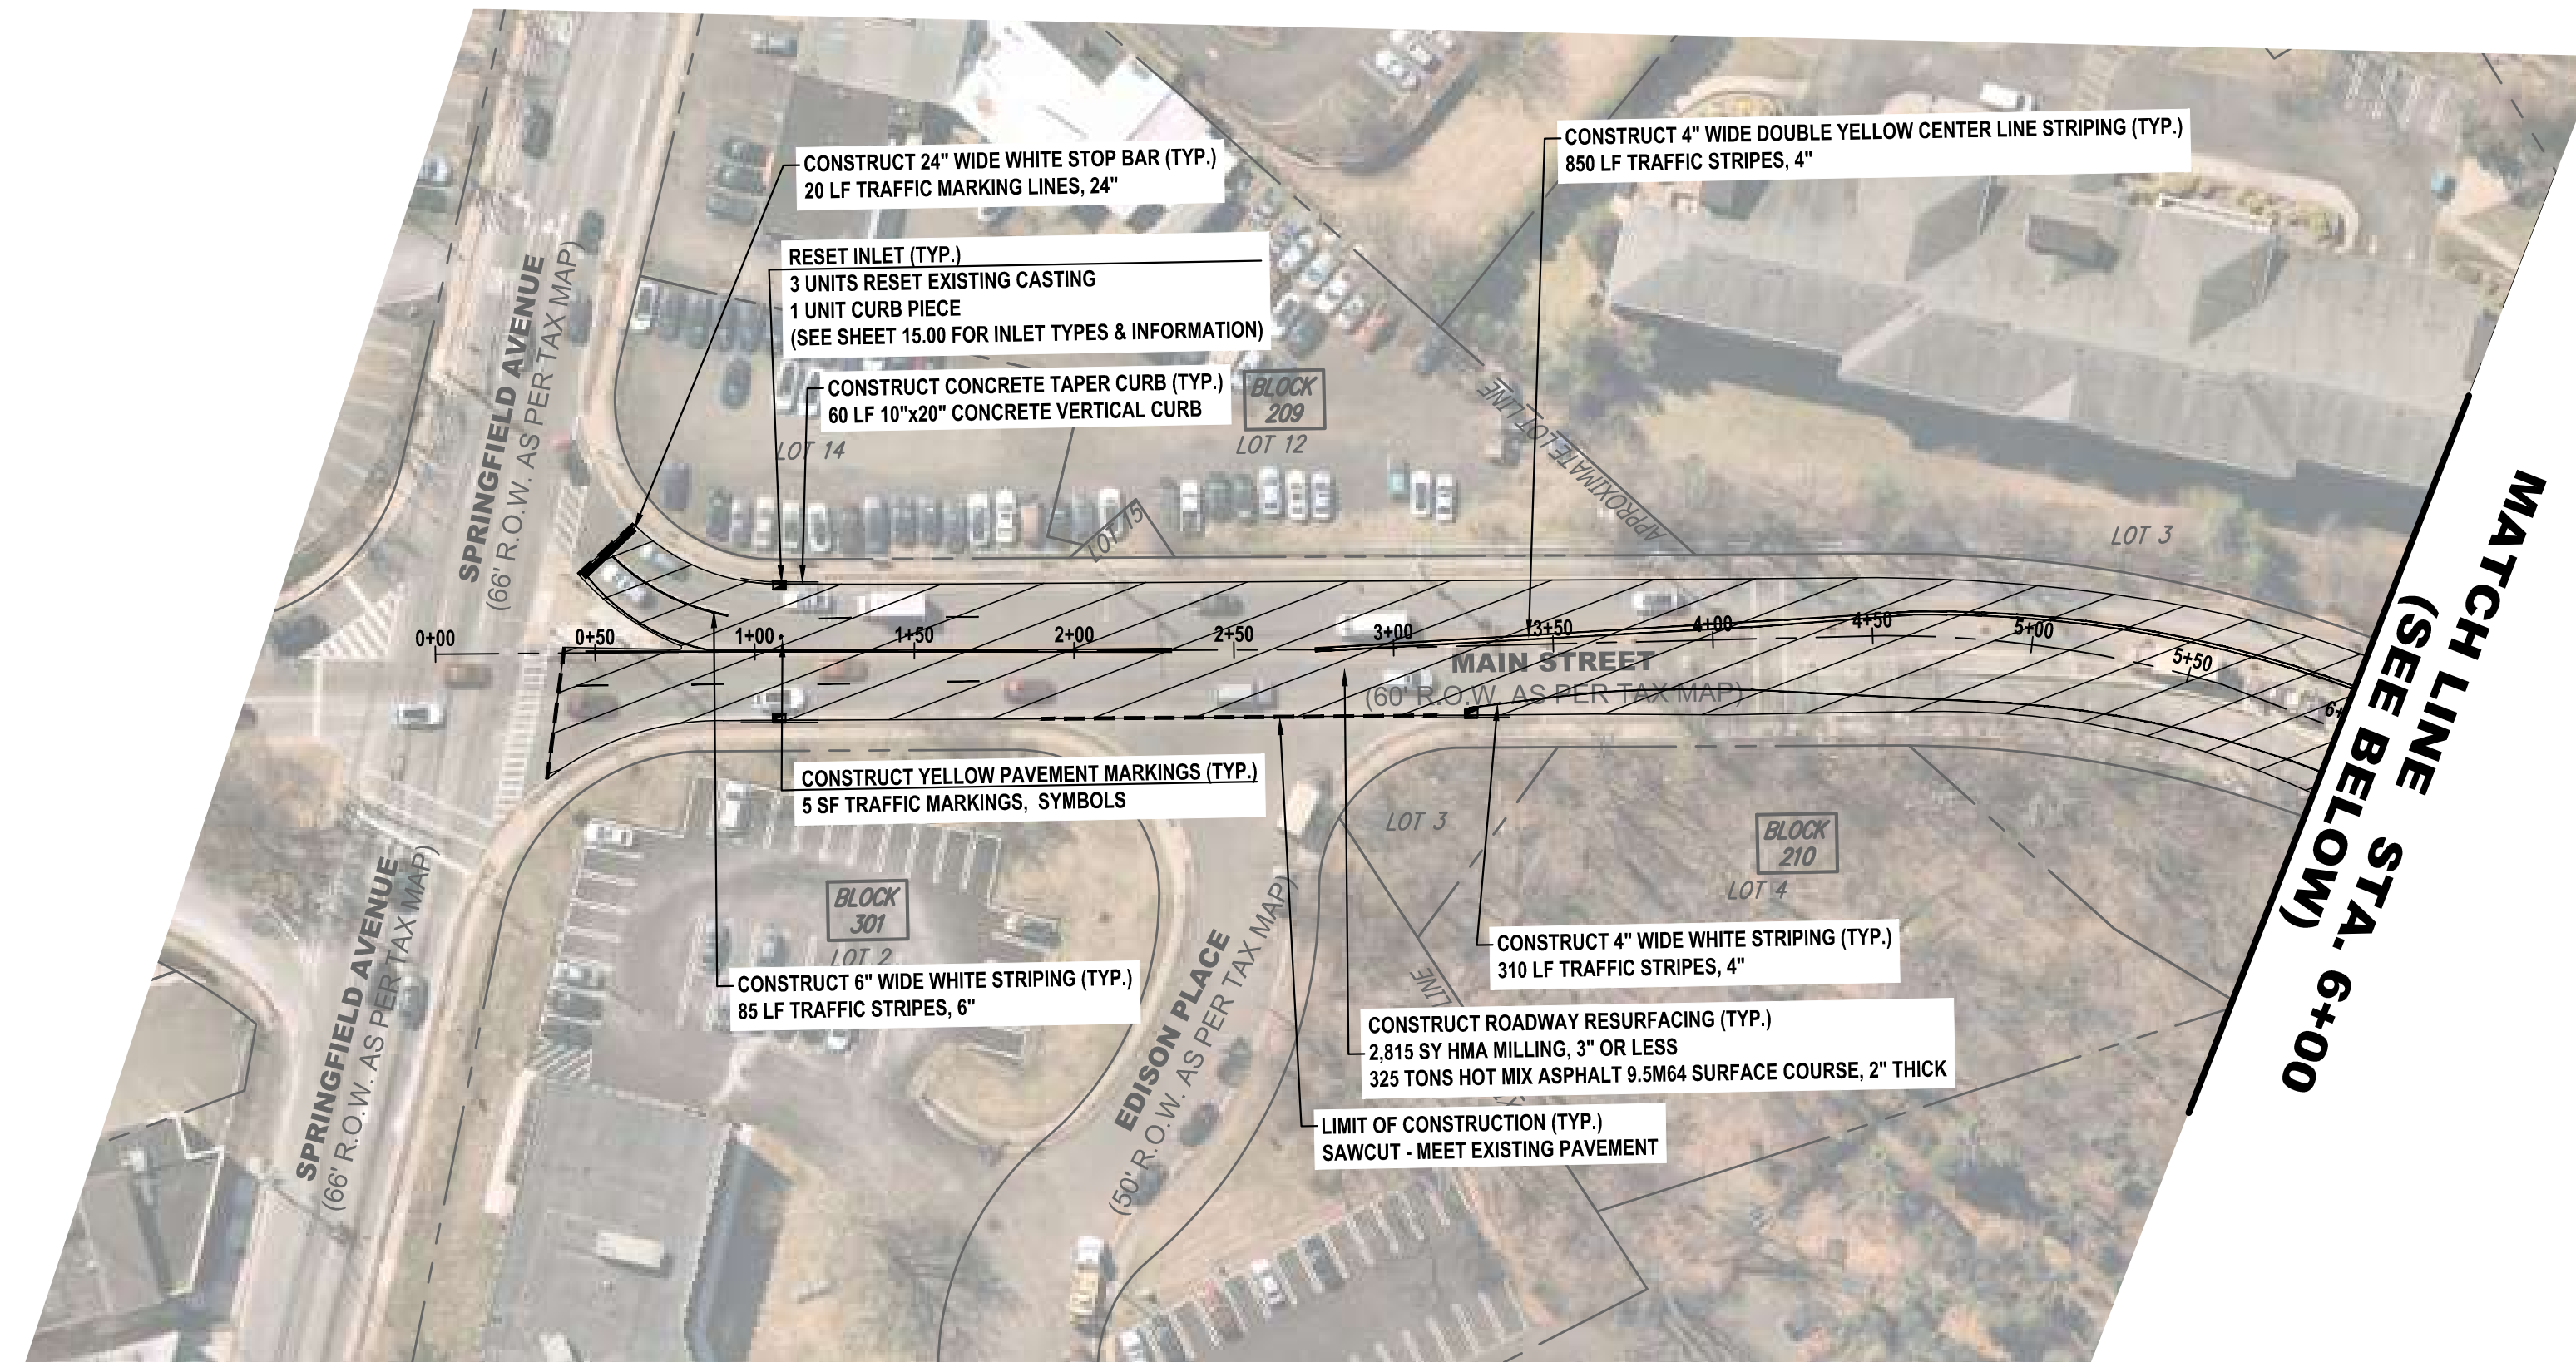 CONSTRUCT 24" WIDE WHITE STOP BAR (TYP.)
20 LF TRAFFIC MARKING LINES, 24"
CONSTRUCT 4" WIDE DOUBLE YELLOW CENTER LINE STRIPING (TYP.)
850 LF TRAFFIC STRIPES, 4"
RESET INLET (TYP.)
3 UNITS RESET EXISTING CASTING
1 UNIT CURB PIECE
(SEE SHEET 15.00 FOR INLET TYPES & INFORMATION)
CONSTRUCT CONCRETE TAPER CURB (TYP.)
60 LF 10"x20" CONCRETE VERTICAL CURB
BLOCK
209
LOT 12
LOT 14
LOT 15
APPROXIMATE LOT LINE
LOT 3
SPRINGFIELD AVENUE
(66' R.O.W. AS PER TAX MAP)
0+00
0+50
1+00
1+50
2+00
2+50
3+00
3+50
4+00
4+50
5+00
5+50
6+
MAIN STREET
(60' R.O.W. AS PER TAX MAP)
MATCH LINE STA. 6+00
(SEE BELOW)
CONSTRUCT YELLOW PAVEMENT MARKINGS (TYP.)
5 SF TRAFFIC MARKINGS, SYMBOLS
LOT 3
BLOCK
210
LOT 4
BLOCK
301
LOT 2
SPRINGFIELD AVENUE
(66' R.O.W. AS PER TAX MAP)
EDISON PLACE
(50' R.O.W. AS PER TAX MAP)
CONSTRUCT 6" WIDE WHITE STRIPING (TYP.)
85 LF TRAFFIC STRIPES, 6"
CONSTRUCT 4" WIDE WHITE STRIPING (TYP.)
310 LF TRAFFIC STRIPES, 4"
LINE
CONSTRUCT ROADWAY RESURFACING (TYP.)
2,815 SY HMA MILLING, 3" OR LESS
325 TONS HOT MIX ASPHALT 9.5M64 SURFACE COURSE, 2" THICK
LIMIT OF CONSTRUCTION (TYP.)
SAWCUT - MEET EXISTING PAVEMENT